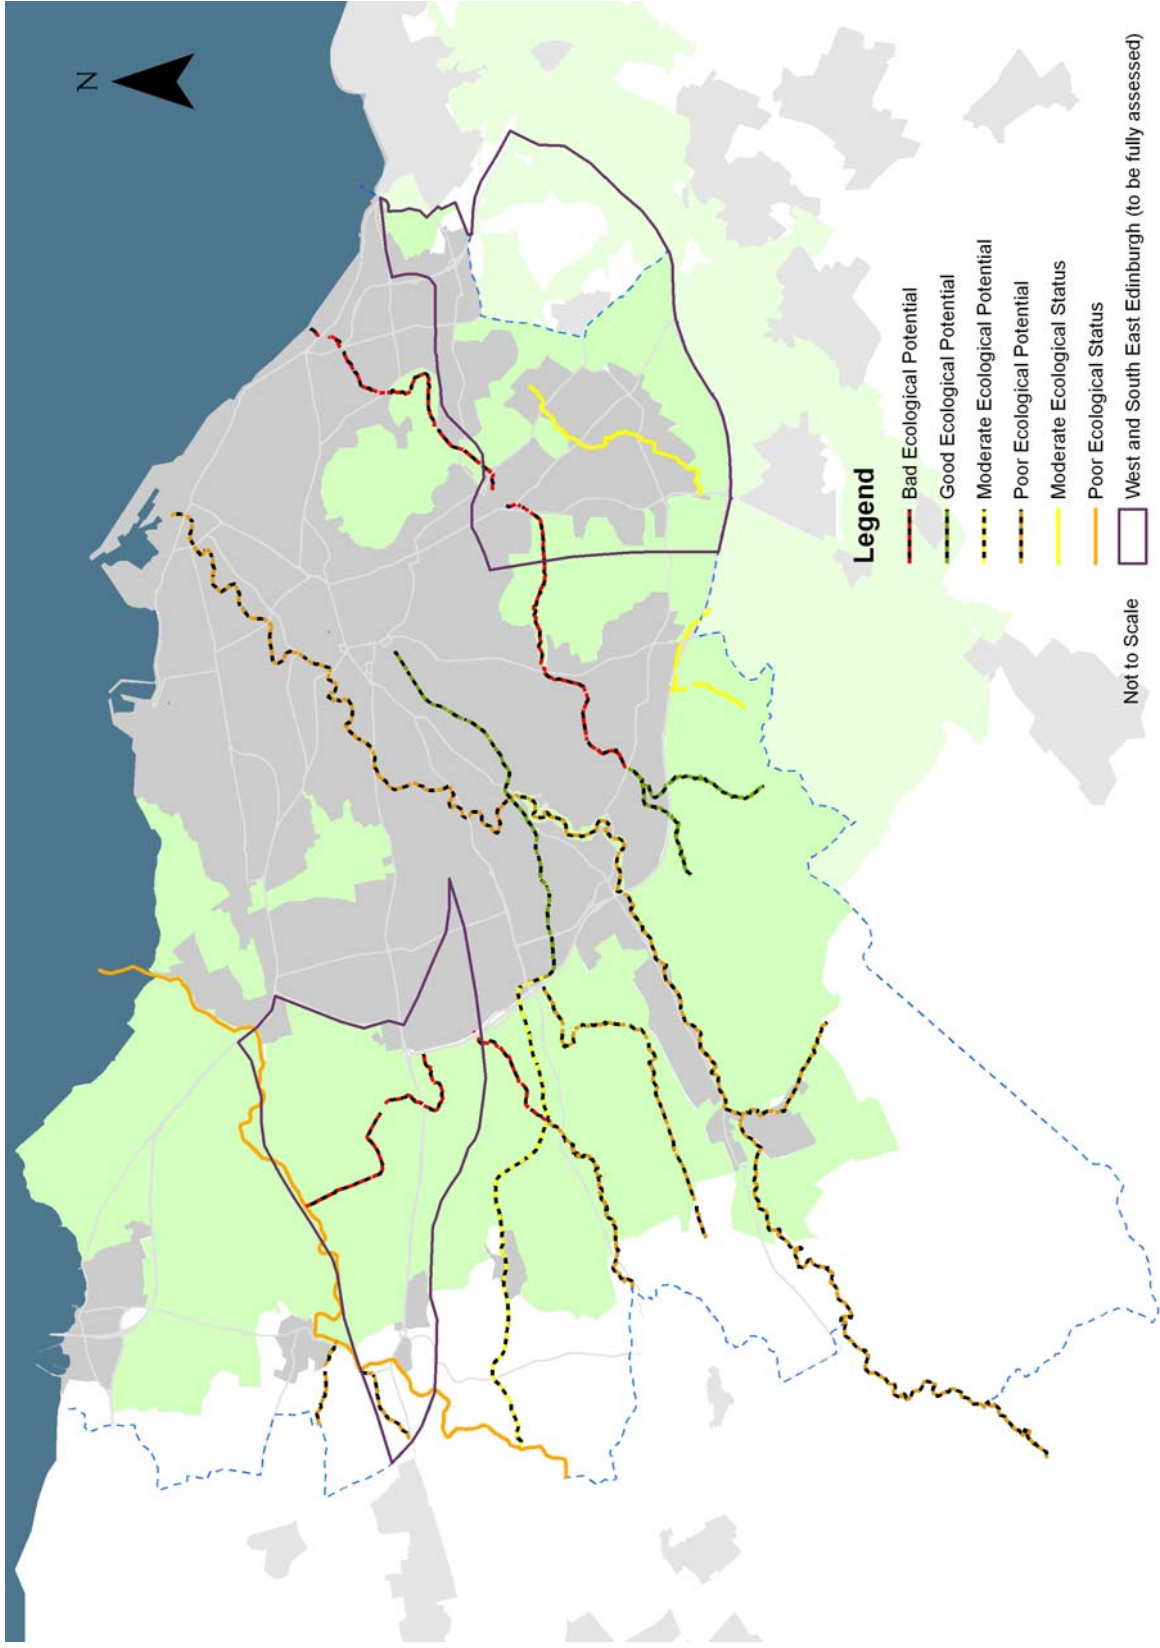 N
Legend
Bad Ecological Potential
Good Ecological Potential
Moderate Ecological Potential
Poor Ecological Potential
Moderate Ecological Status
Poor Ecological Status
West and South East Edinburgh (to be fully assessed)
Not to Scale